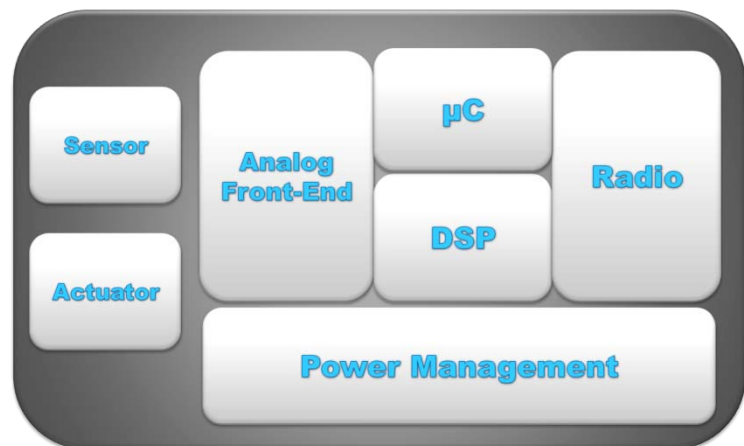 Sensor
Actuator
Analog
Front-End
µC
DSP
Radio
Power Management